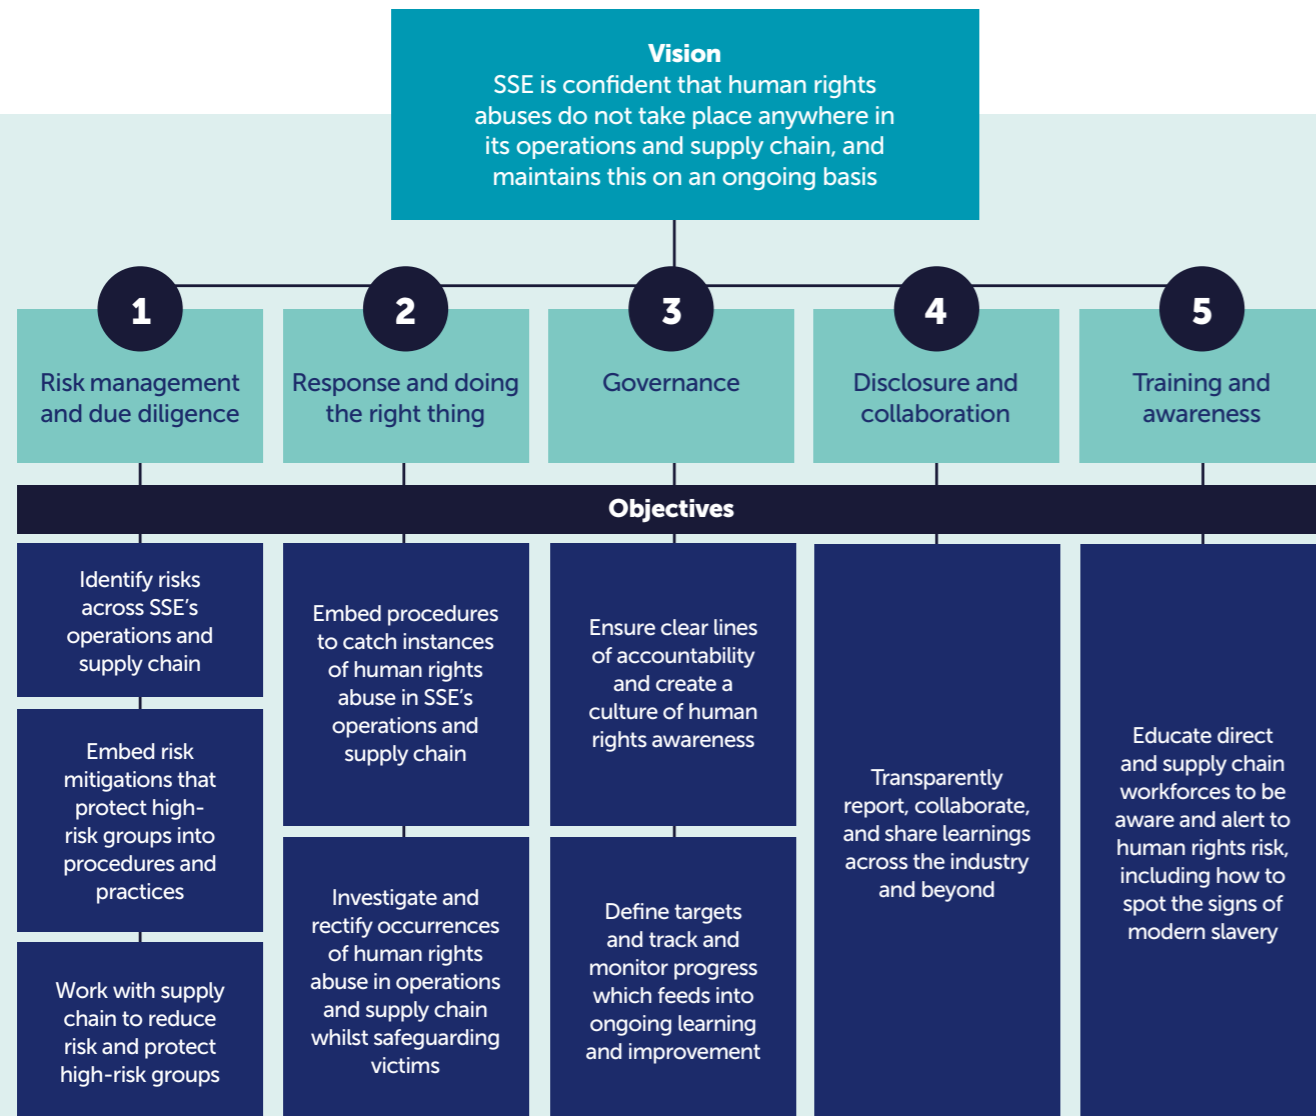 Vision
SSE is confident that human rights
abuses do not take place anywhere in
its operations and supply chain, and
maintains this on an ongoing basis
1
Risk management
and due diligence
2
Response and doing
the right thing
3
Governance
4
Disclosure and
collaboration
5
Training and
awareness
Objectives
Identify risks
across SSE’s
operations and
supply chain
Embed risk
mitigations that
protect high-
risk groups into
procedures and
practices
Work with supply
chain to reduce
risk and protect
high-risk groups
Embed procedures
to catch instances
of human rights
abuse in SSE’s
operations and
supply chain
Investigate and
rectify occurrences
of human rights
abuse in operations
and supply chain
whilst safeguarding
victims
Ensure clear lines
of accountability
and create a
culture of human
rights awareness
Define targets
and track and
monitor progress
which feeds into
ongoing learning
and improvement
Transparently
report, collaborate,
and share learnings
across the industry
and beyond
Educate direct
and supply chain
workforces to be
aware and alert to
human rights risk,
including how to
spot the signs of
modern slavery